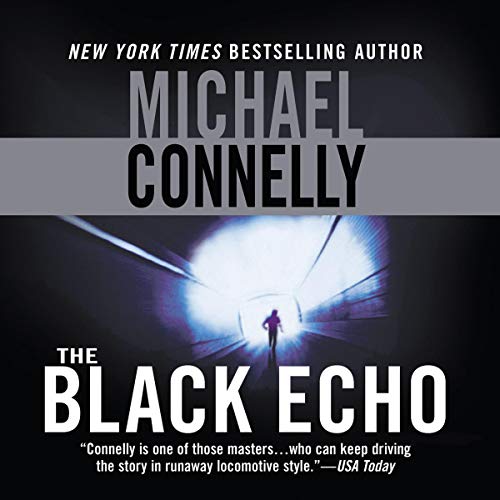 NEW YORK TIMES BESTSELLING AUTHOR
MICHAEL
CONNELLY
THE
BLACK ECHO
“Connelly is one of those masters…who can keep driving
the story in runaway locomotive style.”—USA Today